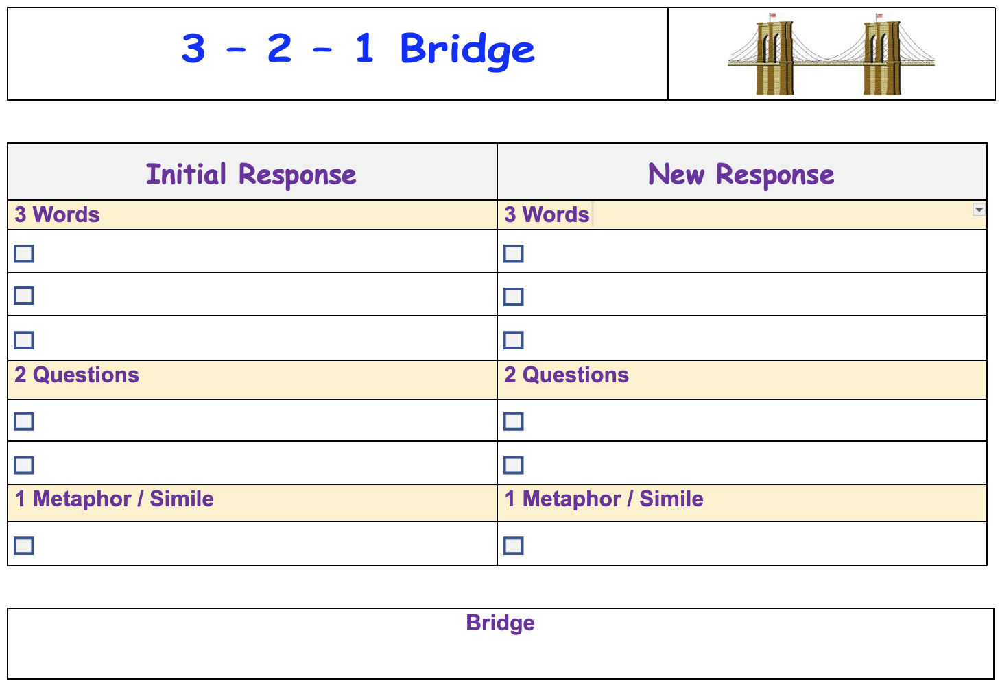 3 – 2 – 1 Bridge
Initial Response
New Response
3 Words
3 Words
2 Questions
2 Questions
1 Metaphor / Simile
1 Metaphor / Simile
Bridge